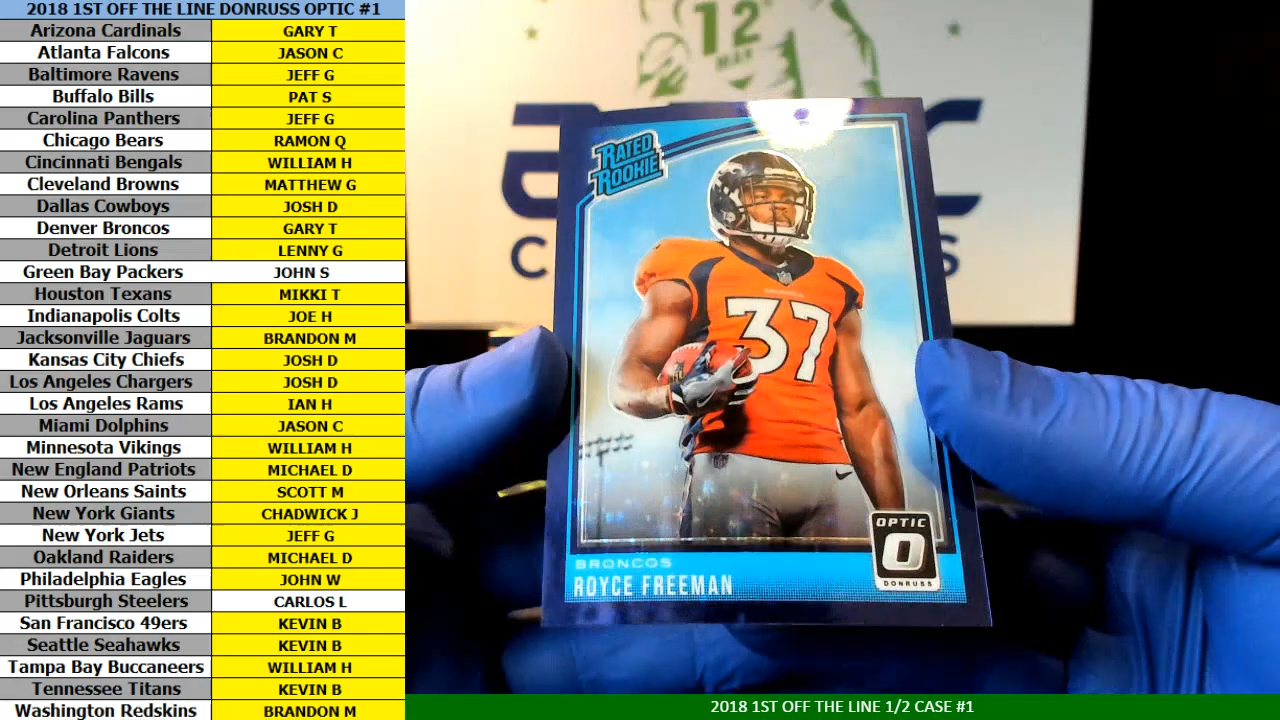 2018 1ST OFF THE LINE DONRUSS OPTIC #1
Arizona Cardinals GARY T
Atlanta Falcons JASON C
Baltimore Ravens JEFF G
Buffalo Bills PAT S
Carolina Panthers JEFF G
Chicago Bears RAMON Q
Cincinnati Bengals WILLIAM H
Cleveland Browns MATTHEW G
Dallas Cowboys JOSH D
Denver Broncos GARY T
Detroit Lions LENNY G
Green Bay Packers JOHN S
Houston Texans MIKKI T
Indianapolis Colts JOE H
Jacksonville Jaguars BRANDON M
Kansas City Chiefs JOSH D
Los Angeles Chargers JOSH D
Los Angeles Rams IAN H
Miami Dolphins JASON C
Minnesota Vikings WILLIAM H
New England Patriots MICHAEL D
New Orleans Saints SCOTT M
New York Giants CHADWICK J
New York Jets JEFF G
Oakland Raiders MICHAEL D
Philadelphia Eagles JOHN W
Pittsburgh Steelers CARLOS L
San Francisco 49ers KEVIN B
Seattle Seahawks KEVIN B
Tampa Bay Buccaneers WILLIAM H
Tennessee Titans KEVIN B
Washington Redskins BRANDON M
12
RATED
ROOKIE
37
OPTIC
O
DONRUSS
BRONCOS
ROYCE FREEMAN
2018 1ST OFF THE LINE 1/2 CASE #1